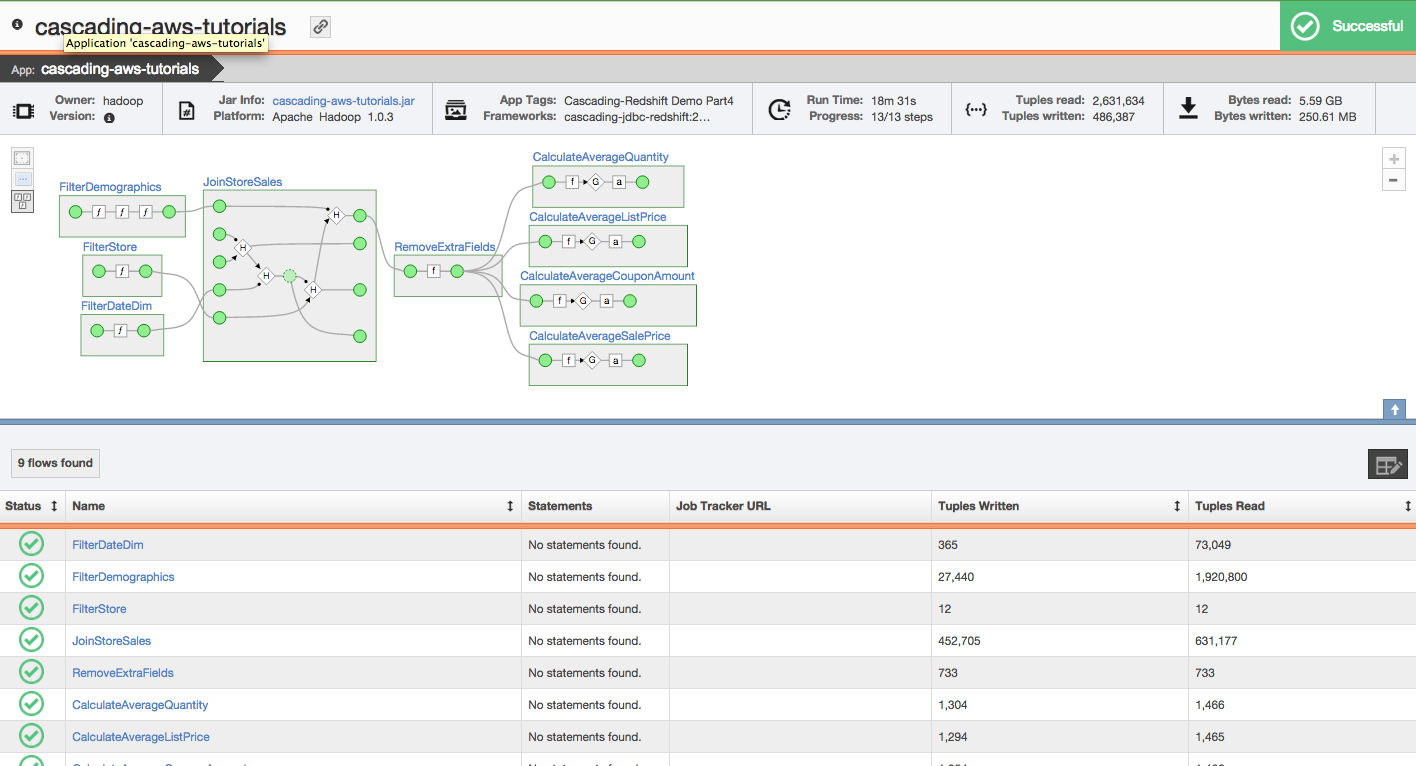 cascading-aws-tutorials
Application 'cascading-aws-tutorials'
Successful
App: cascading-aws-tutorials
Owner: hadoop
Version:
Jar Info: cascading-aws-tutorials.jar
Platform: Apache Hadoop 1.0.3
App Tags: Cascading-Redshift Demo Part4
Frameworks: cascading-jdbc-redshift:2...
Run Time: 18m 31s
Progress: 13/13 steps
Tuples read: 2,631,634
Tuples written: 486,387
Bytes read: 5.59 GB
Bytes written: 250.61 MB
FilterDemographics
f f f
FilterStore
f
FilterDateDim
f
JoinStoreSales
H
H
H
H
RemoveExtraFields
f
CalculateAverageQuantity
f G a
CalculateAverageListPrice
f G a
CalculateAverageCouponAmount
f G a
CalculateAverageSalePrice
f G a
9 flows found
Status Name Statements Job Tracker URL Tuples Written Tuples Read
FilterDateDim No statements found. 365 73,049
FilterDemographics No statements found. 27,440 1,920,800
FilterStore No statements found. 12 12
JoinStoreSales No statements found. 452,705 631,177
RemoveExtraFields No statements found. 733 733
CalculateAverageQuantity No statements found. 1,304 1,466
CalculateAverageListPrice No statements found. 1,294 1,465